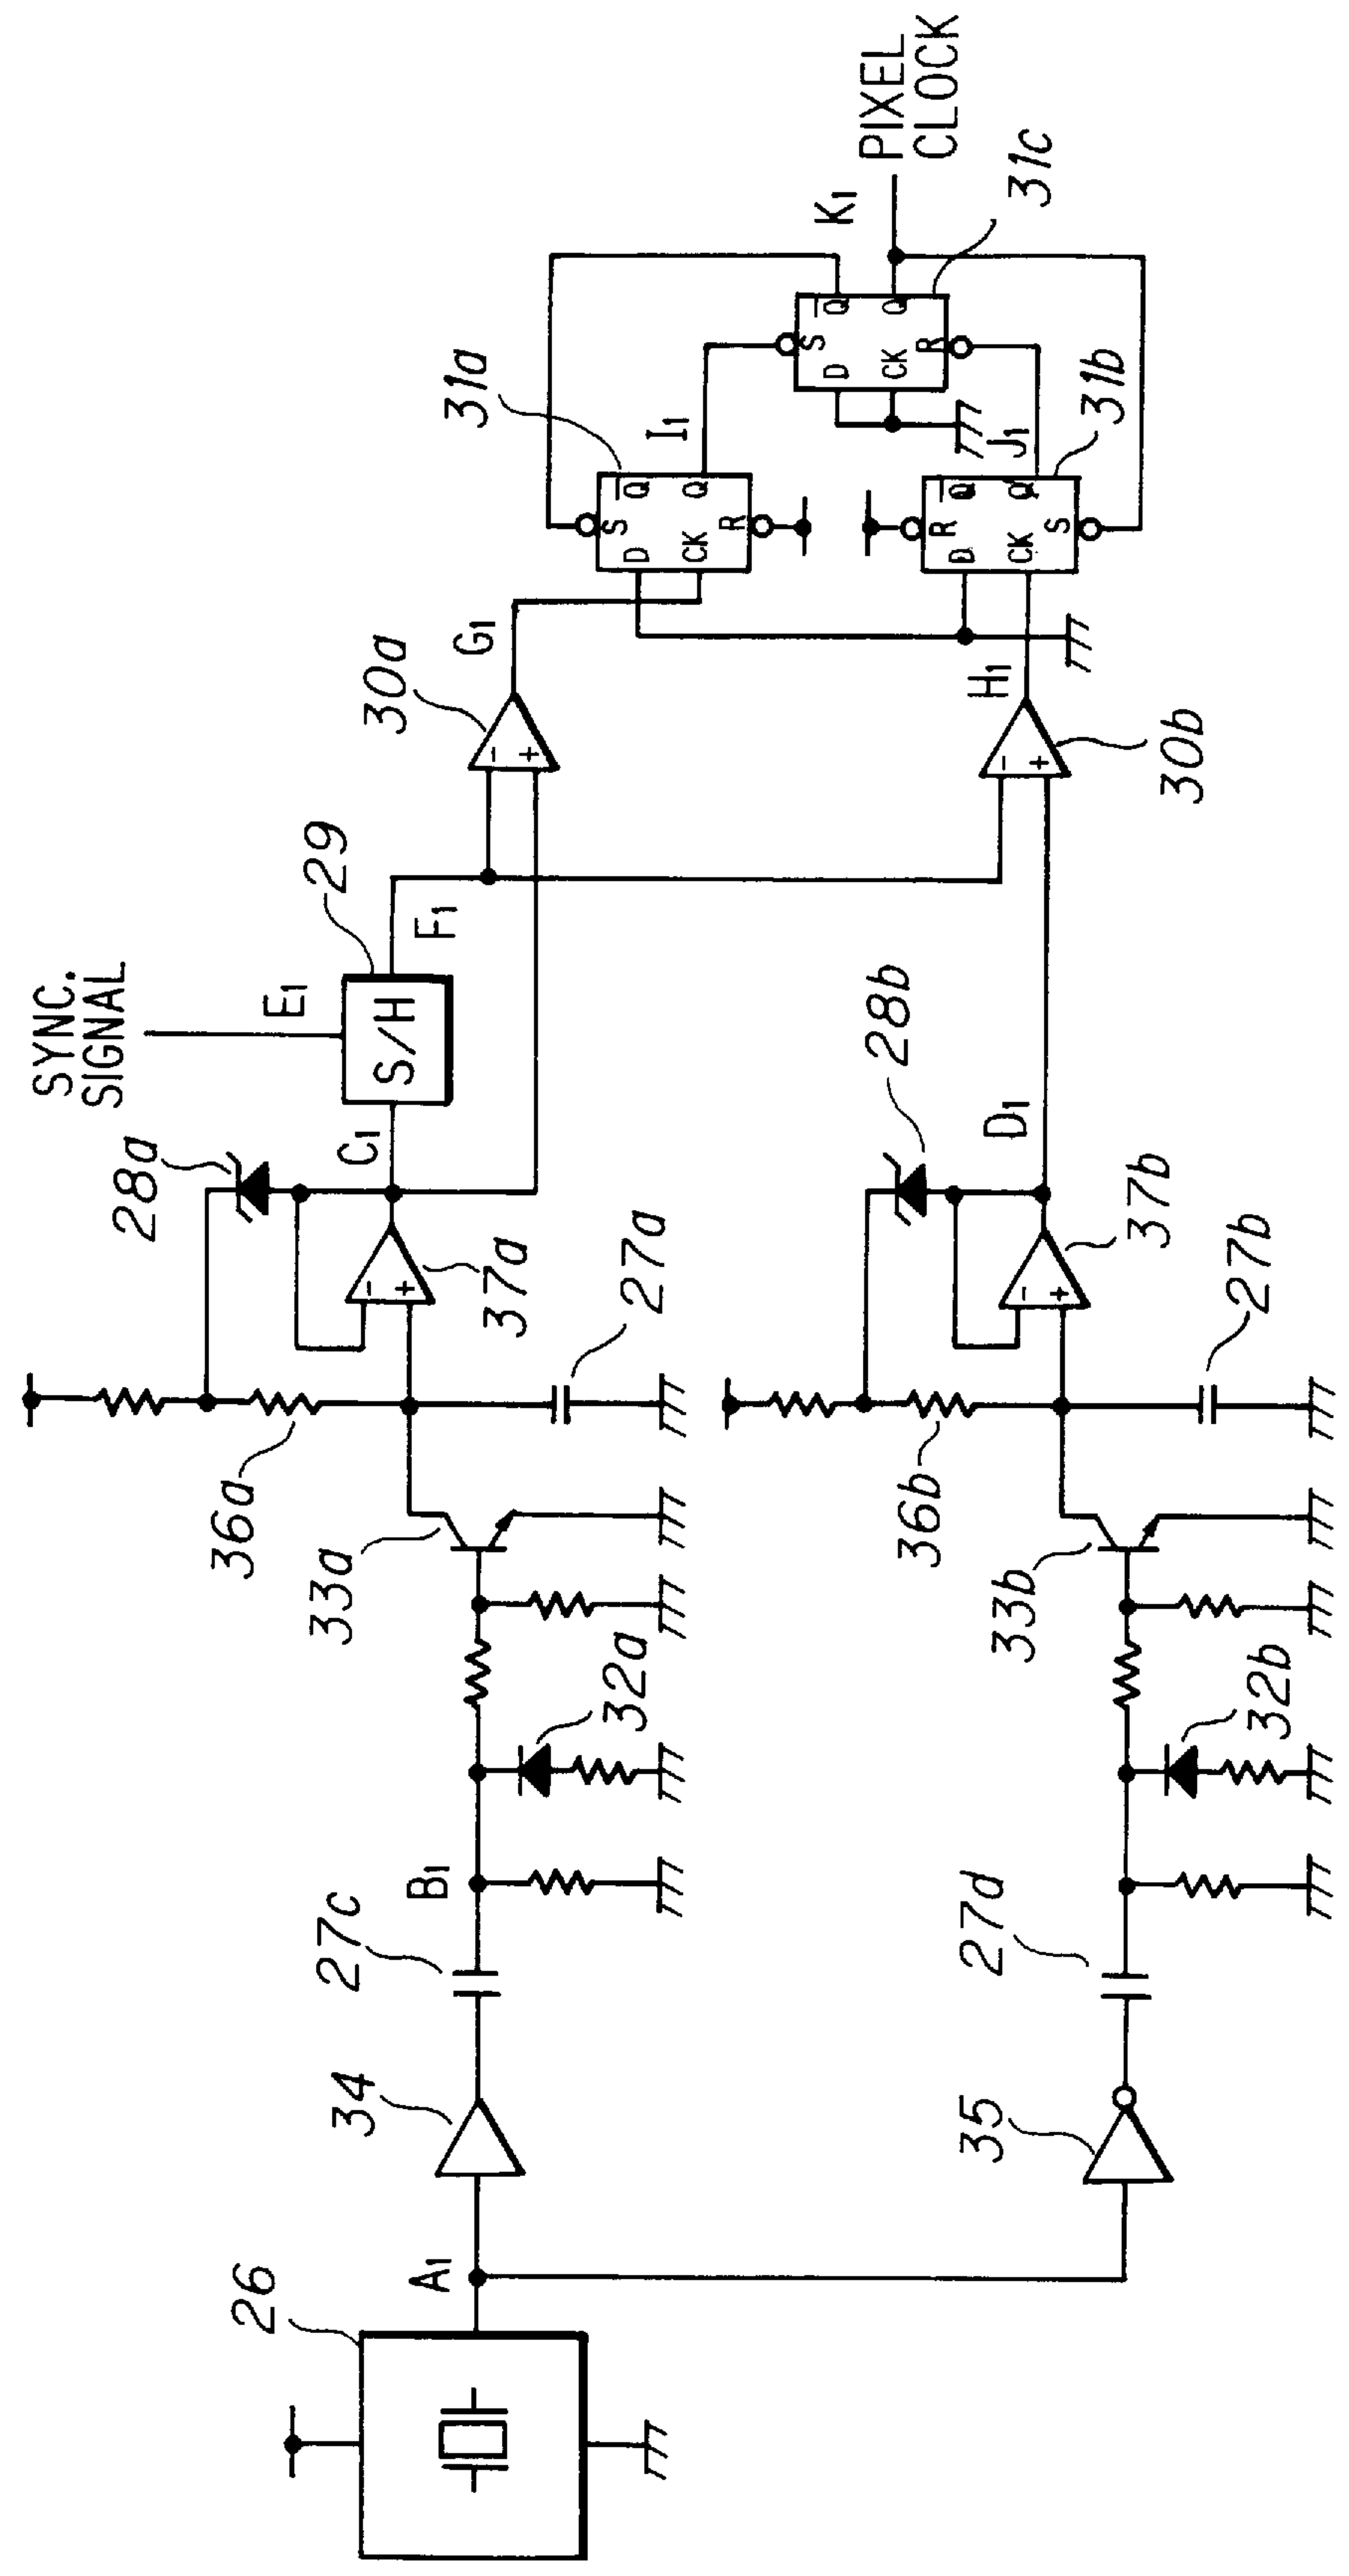 26
A1
34
35
27c
27d
B1
32a
32b
33a
33b
36a
36b
27a
27b
-
+
37a
-
+
37b
28a
28b
C1
D1
SYNC.
SIGNAL
E1
S/H
29
F1
-
+
30a
-
+
30b
G1
H1
S
D
Q
CK
Q
R
31a
R
D
Q
CK
Q
S
31b
I1
J1
S
D
Q
CK
Q
R
31c
K1
PIXEL
CLOCK